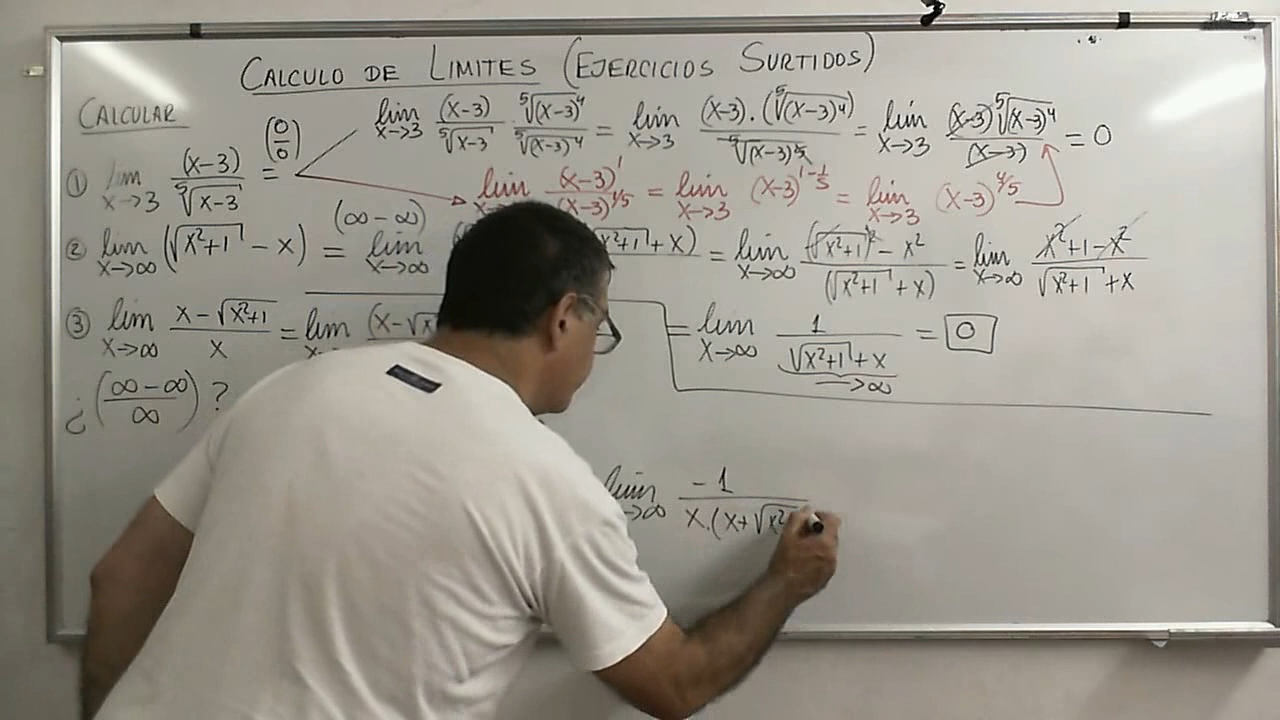 CALCULO DE LIMITES (EJERCICIOS SURTIDOS)
CALCULAR
① lim x→3 (x-3)/⁵√(x-3) = (0/0)
lim x→3 (x-3)/⁵√(x-3) · ⁵√(x-3)⁴/⁵√(x-3)⁴ = lim x→3 (x-3).(⁵√(x-3)⁴)/⁵√(x-3)⁵ = lim x→3 (x-3) ⁵√(x-3)⁴/(x-3) = 0
lim (x-3)¹/(x-3)^1/5 = lim x→3 (x-3)^1-1/5 = lim x→3 (x-3)^4/5
② lim x→∞ (√(x²+1) - x) = (∞-∞) lim x→∞ √(x²+1) + x) = lim x→∞ (√(x²+1))² - x²/(√(x²+1) + x) = lim x→∞ x²+1-x²/√(x²+1) + x
= lim x→∞ 1/√(x²+1) + x = 0
→∞
③ lim x→∞ x-√(x²+1)/x = lim (x-√x
¿(∞-∞/∞)?
lim →∞ -1/x.(x+√x²